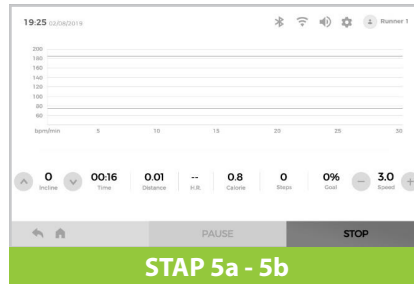 19:25 02/08/2019 Runner 1
200
180
160
140
120
100
80
60
bpm/min 5 10 15 20 25 30
0 00:16 0.01 -- 0.8 0 0% 3.0
Incline Time Distance H.R. Calorie Steps Goal Speed
PAUSE STOP
STAP 5a - 5b